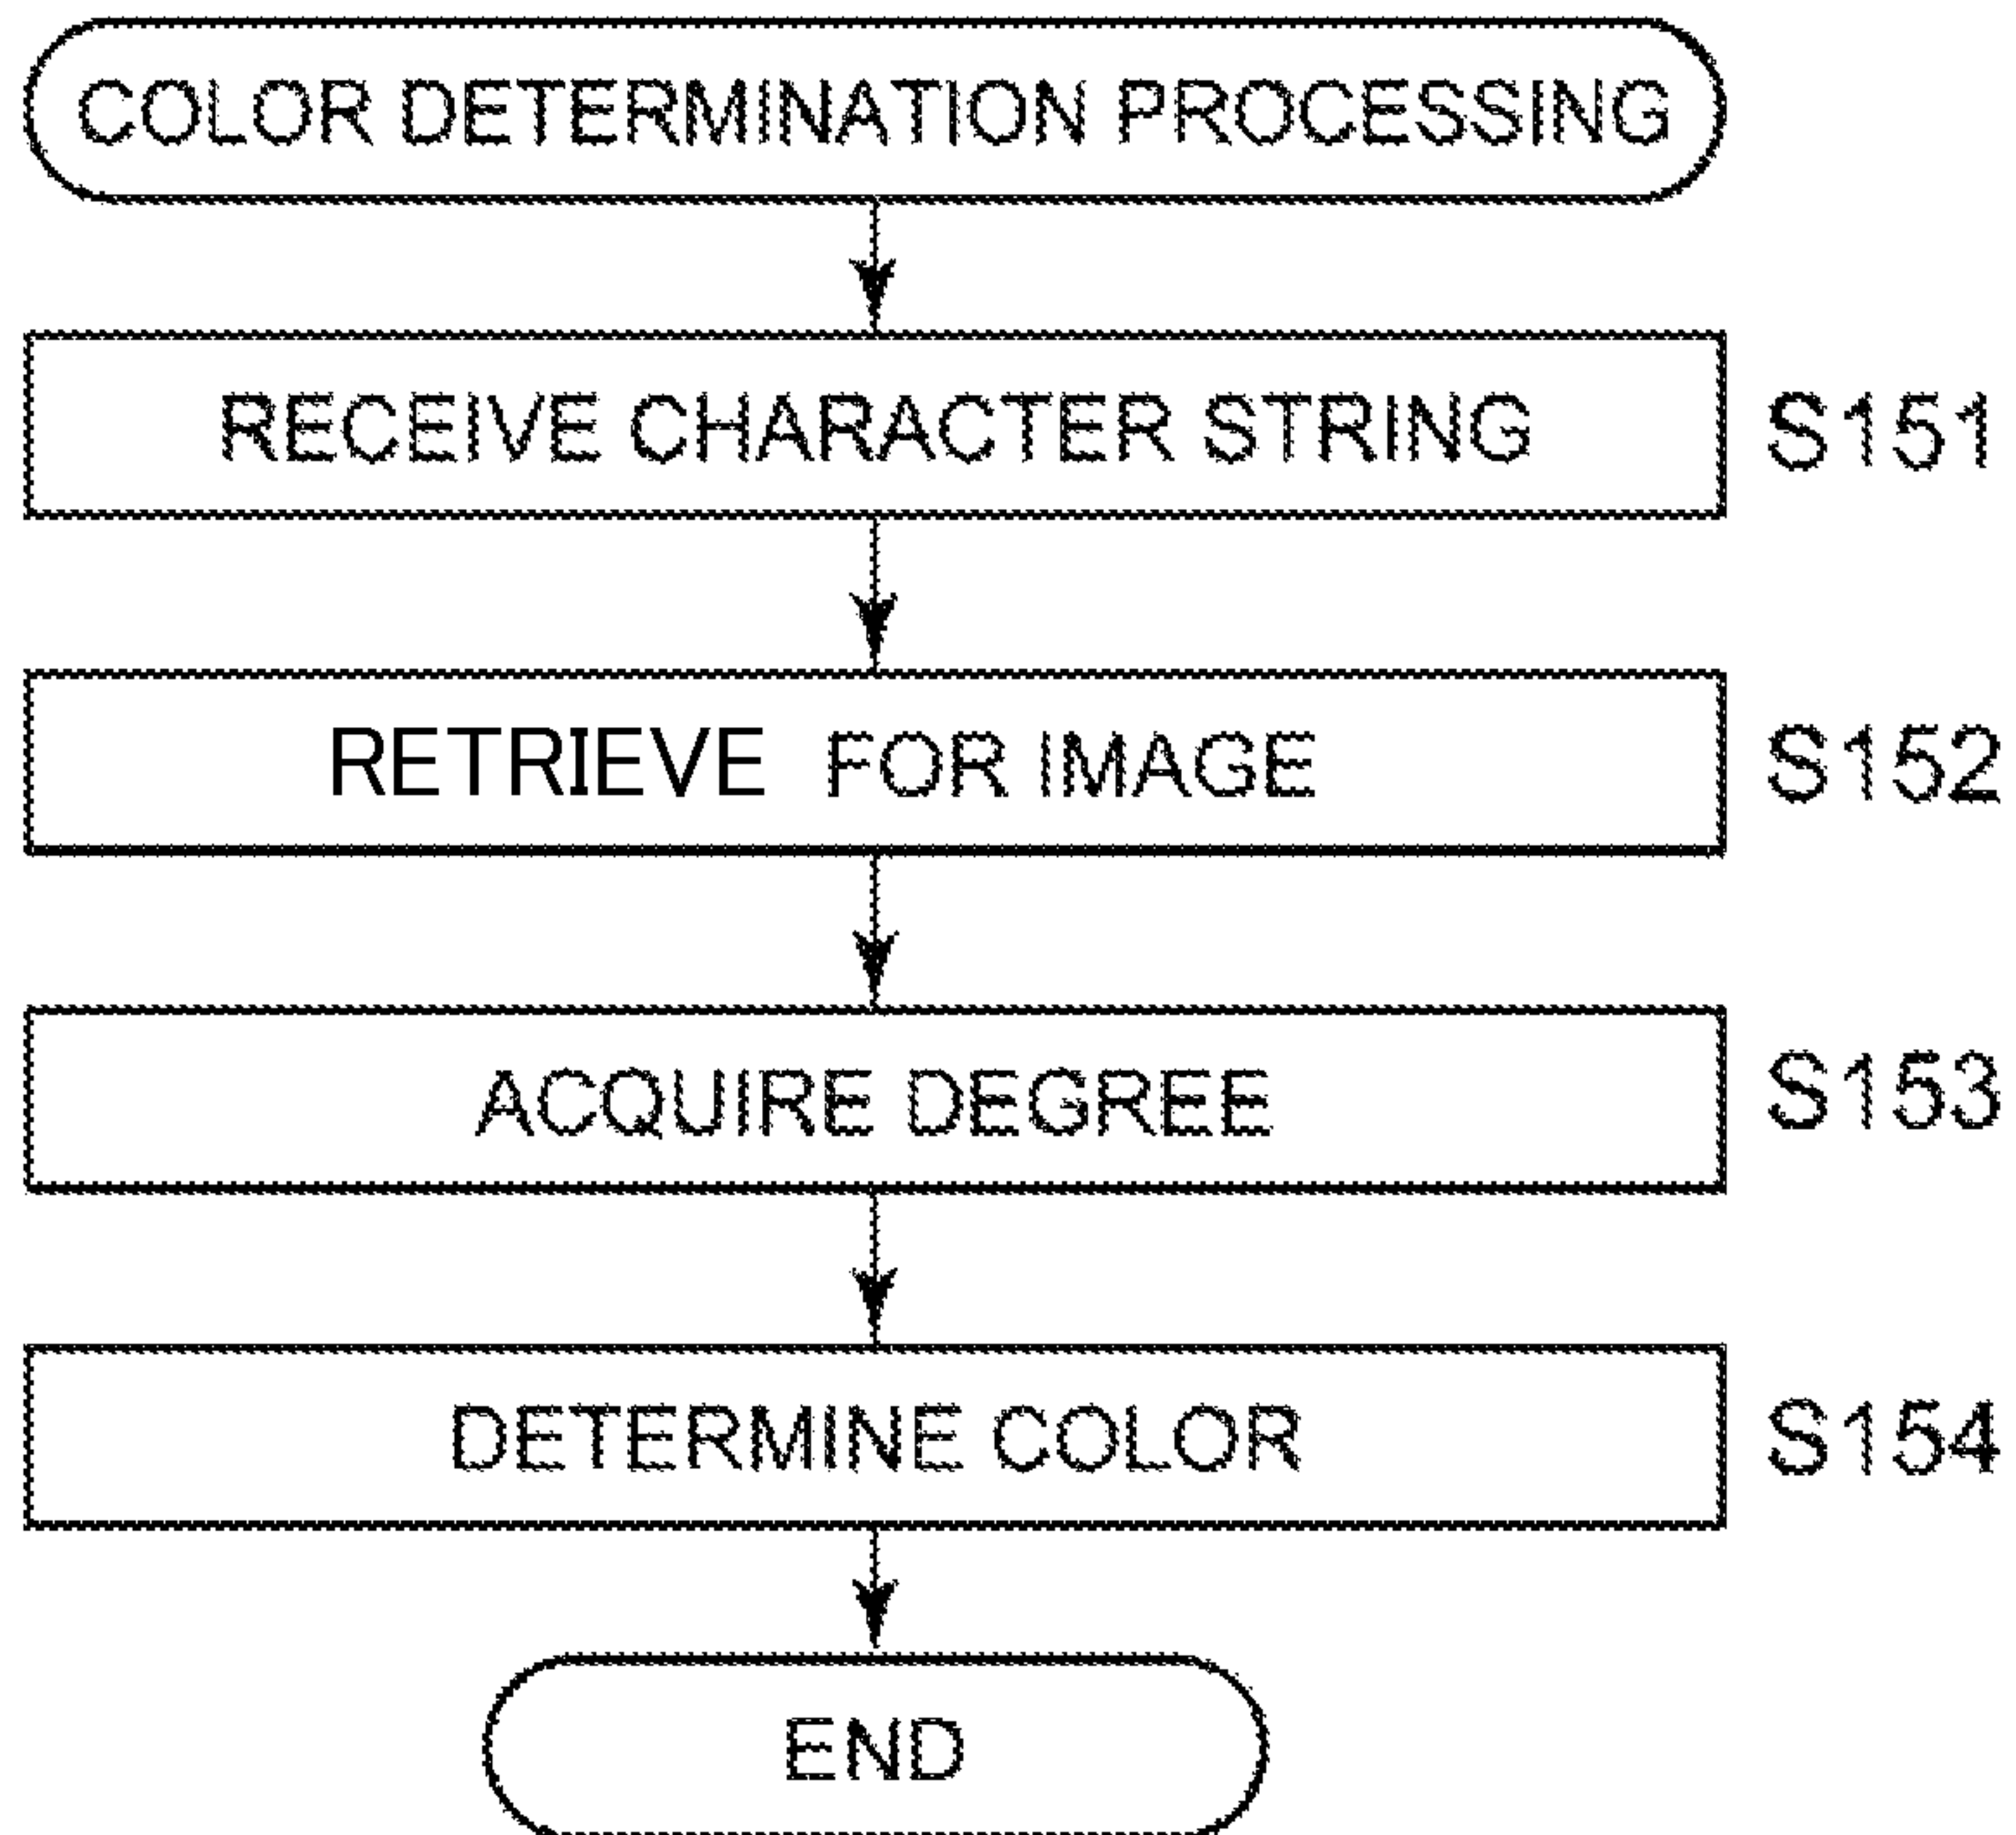 COLOR DETERMINATION PROCESSING
RECEIVE CHARACTER STRING S151
RETRIEVE FOR IMAGE S152
ACQUIRE DEGREE S153
DETERMINE COLOR S154
END